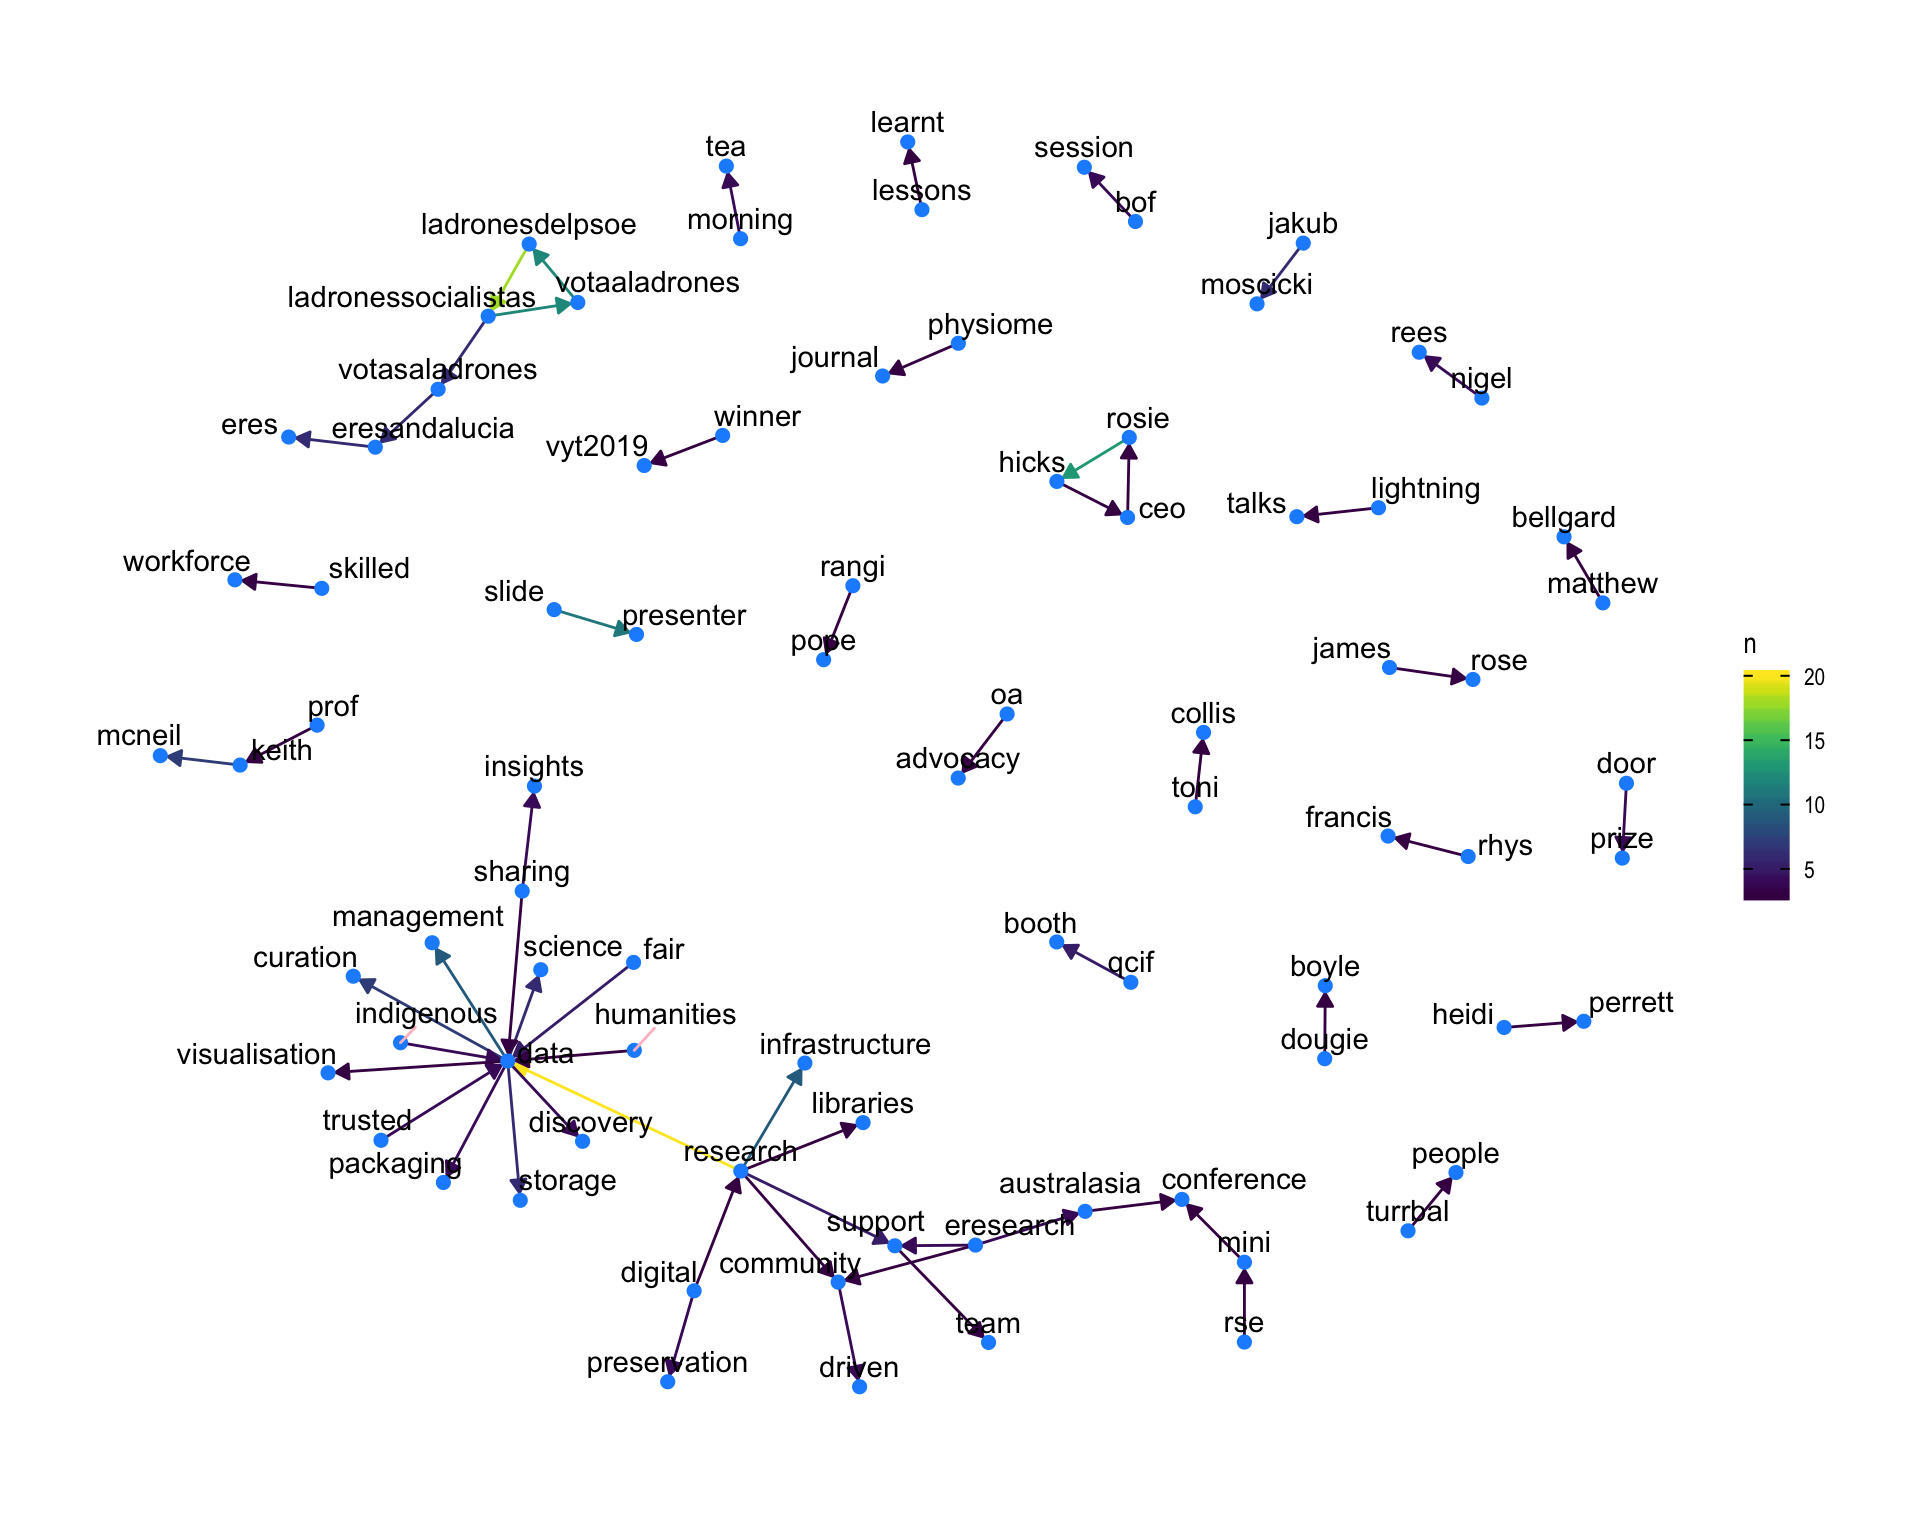 learnt
tea
session
lessons
bof
morning
ladronesdelpsoe
jakub
votaaladrones
moscicki
ladronessocialistas
physiome
rees
journal
votasaladrones
nigel
winner
rosie
eres
eresandalucia
vyt2019
hicks
lightning
talks
ceo
bellgard
workforce
skilled
rangi
slide
matthew
presenter
pope
james
rose
n
20
15
10
5
oa
prof
collis
mcneil
keith
advocacy
door
insights
toni
francis
prize
rhys
sharing
management
booth
science
fair
curation
qcif
boyle
indigenous
humanities
heidi
perrett
visualisation
data
infrastructure
dougie
libraries
trusted
discovery
research
packaging
storage
people
australasia
conference
turrbal
support
eresearch
mini
digital
community
team
rse
preservation
driven